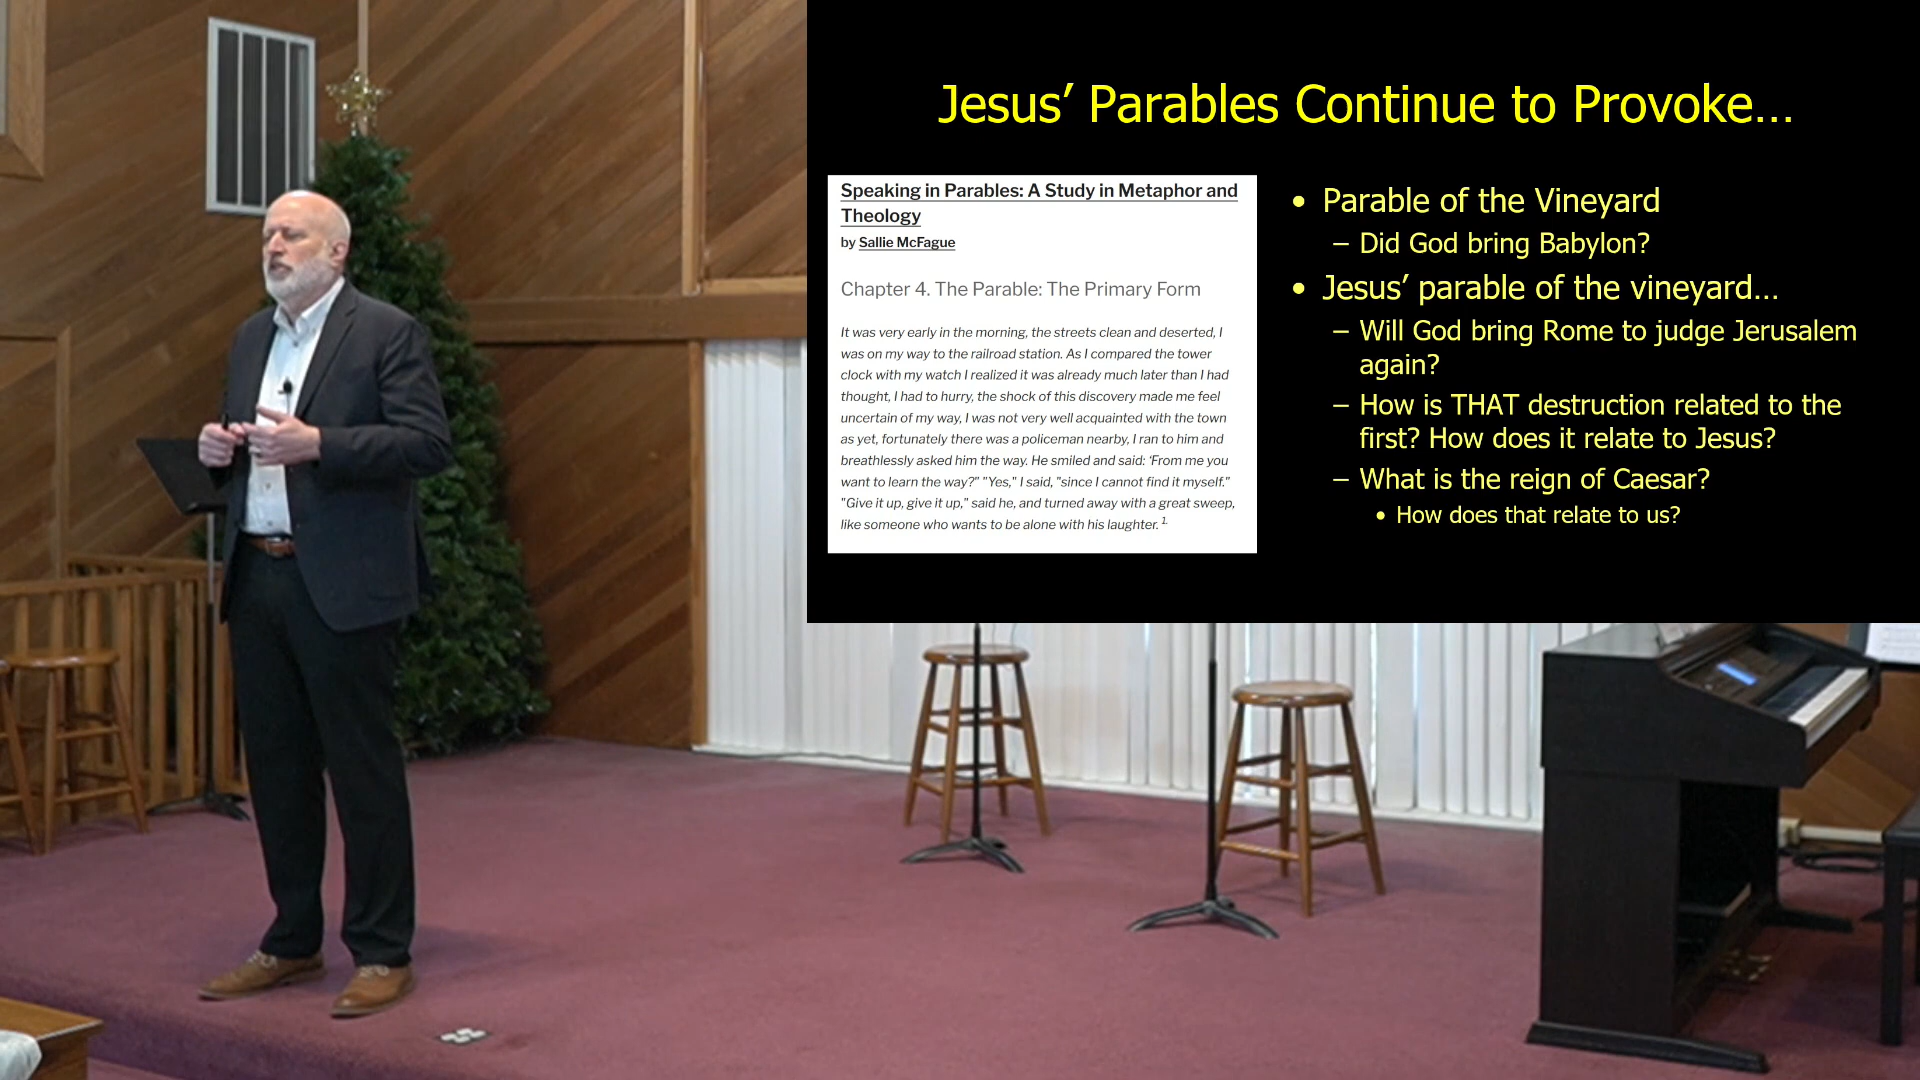 Jesus’ Parables Continue to Provoke…
Speaking in Parables: A Study in Metaphor and
Theology
by Sallie McFague
Chapter 4. The Parable: The Primary Form
It was very early in the morning, the streets clean and deserted, I
was on my way to the railroad station. As I compared the tower
clock with my watch I realized it was already much later than I had
thought, I had to hurry, the shock of this discovery made me feel
uncertain of my way, I was not very well acquainted with the town
as yet, fortunately there was a policeman nearby, I ran to him and
breathlessly asked him the way. He smiled and said: ‘From me you
want to learn the way?" "Yes," I said, "since I cannot find it myself."
"Give it up, give it up," said he, and turned away with a great sweep,
like someone who wants to be alone with his laughter. 1.
• Parable of the Vineyard
– Did God bring Babylon?
• Jesus’ parable of the vineyard…
– Will God bring Rome to judge Jerusalem
again?
– How is THAT destruction related to the
first? How does it relate to Jesus?
– What is the reign of Caesar?
• How does that relate to us?